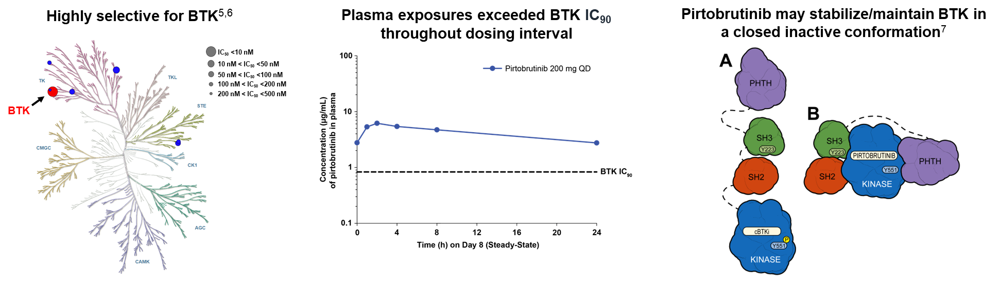 Highly selective for BTK5,6
IC50 <10 nM
10 nM < IC50 <50 nM
50 nM < IC50 <100 nM
100 nM < IC50 <200 nM
200 nM < IC50 <500 nM
TK
TKL
BTK
STE
CMGC
CK1
AGC
CAMK
Plasma exposures exceeded BTK IC90
throughout dosing interval
Concentration (µg/mL)
of pirtobrutinib in plasma
100
10
1
0.1
Pirtobrutinib 200 mg QD
BTK IC90
0 4 8 12 16 20 24
Time (h) on Day 8 (Steady-State)
Pirtobrutinib may stabilize/maintain BTK in
a closed inactive conformation7
A
PHTH
SH3
Y223
SH2
cBTKi
P
Y551
KINASE
B
SH3
Y223
PIRTOBRUTINIB
Y551
PHTH
SH2
KINASE